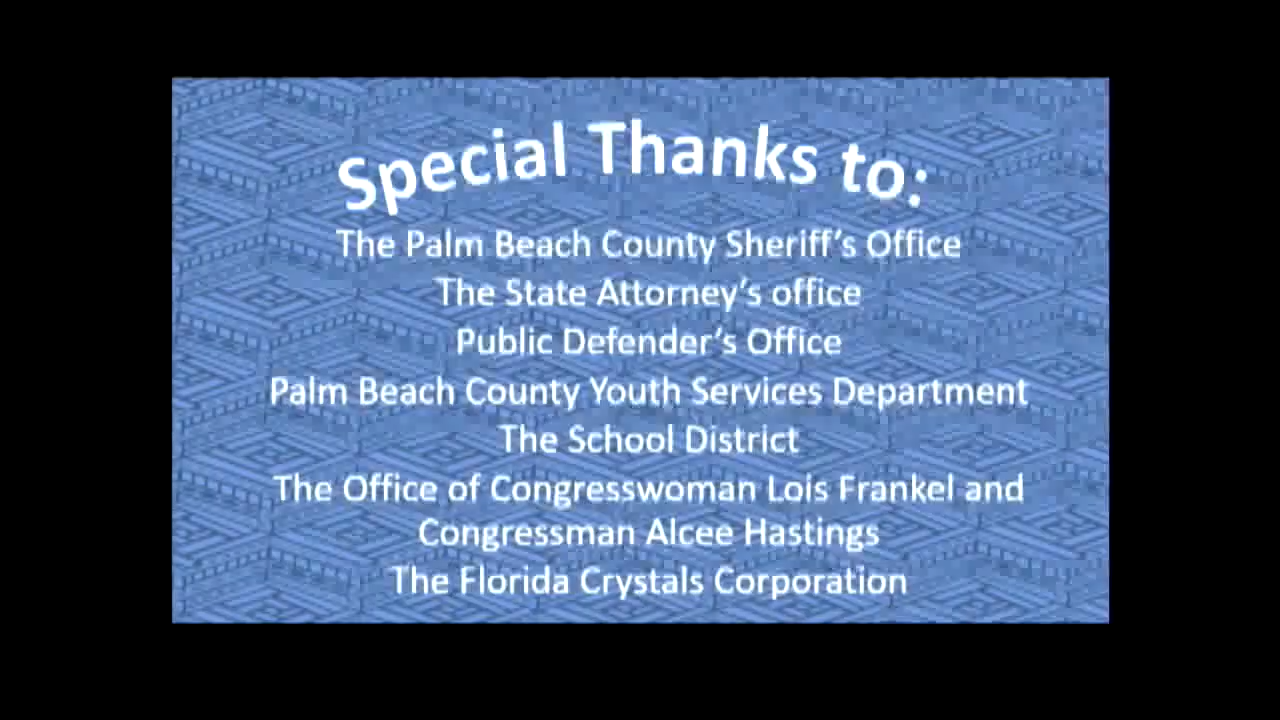 Special Thanks to:
The Palm Beach County Sheriff's Office
The State Attorney's office
Public Defender's Office
Palm Beach County Youth Services Department
The School District
The Office of Congresswoman Lois Frankel and
Congressman Alcee Hastings
The Florida Crystals Corporation